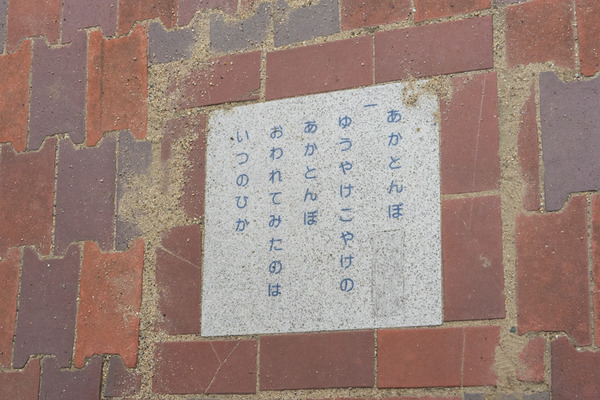 あかとんぼ
一
ゆうやけこやけの
あかとんぼ
おわれてみたのは
いつのひか